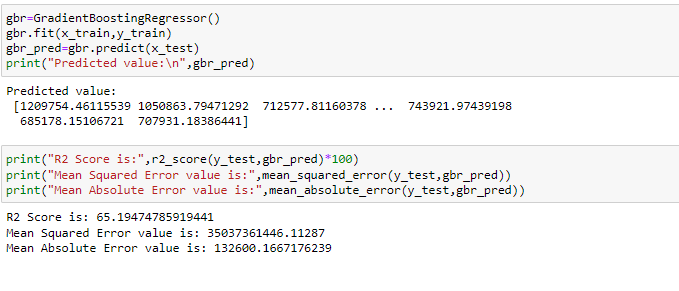 gbr=GradientBoostingRegressor()
gbr.fit(x_train,y_train)
gbr_pred=gbr.predict(x_test)
print("Predicted value:\n",gbr_pred)
Predicted value:
[1209754.46115539 1050863.79471292 712577.81160378 ... 743921.97439198
685178.15106721 707931.18386441]
print("R2 Score is:",r2_score(y_test,gbr_pred)*100)
print("Mean Squared Error value is:",mean_squared_error(y_test,gbr_pred))
print("Mean Absolute Error value is:",mean_absolute_error(y_test,gbr_pred))
R2 Score is: 65.19474785919441
Mean Squared Error value is: 35037361446.11287
Mean Absolute Error value is: 132600.1667176239